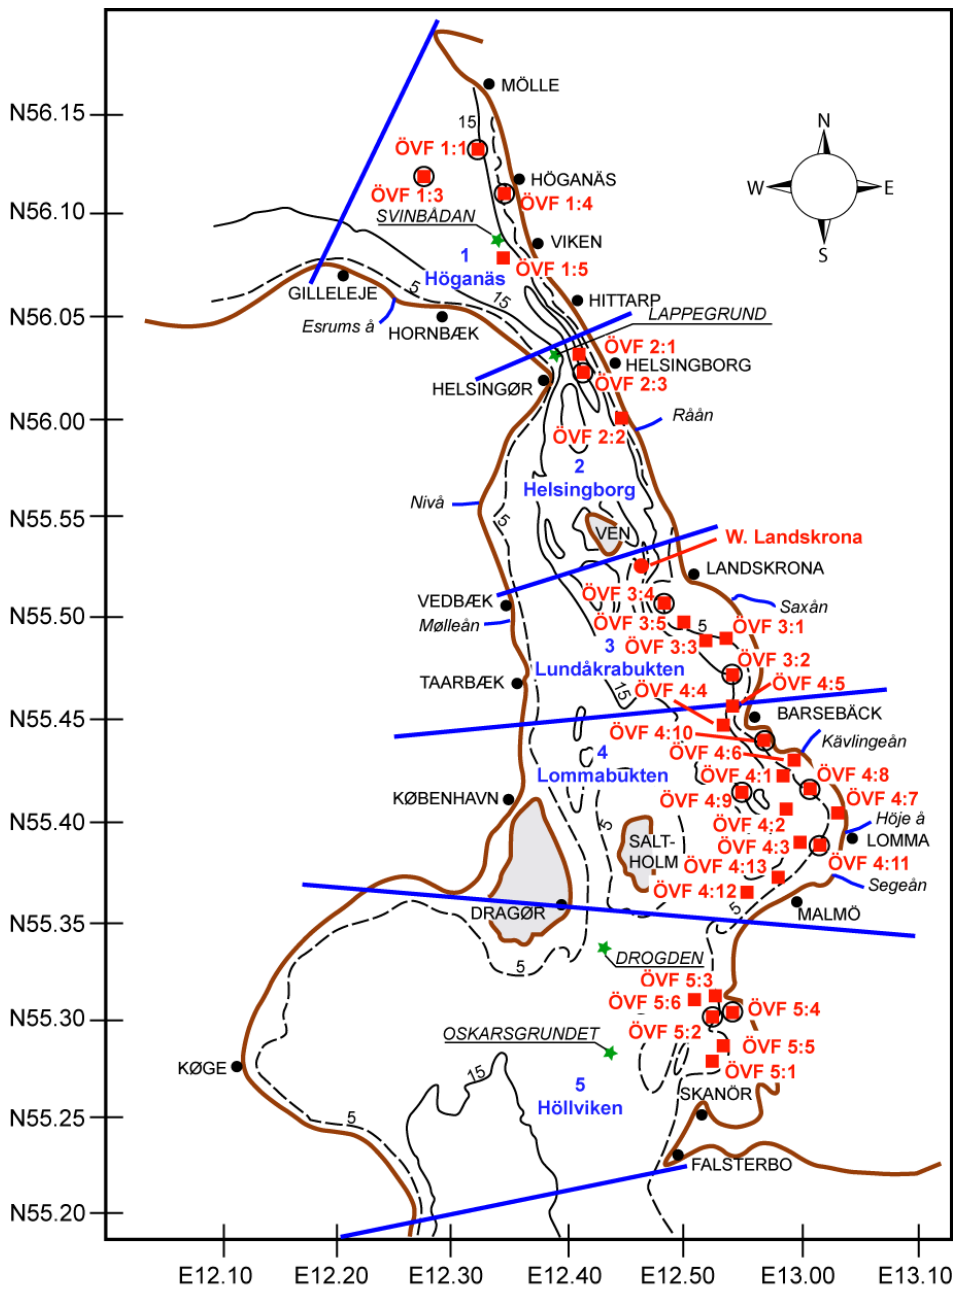 MÖLLE
N56.15
15
N
ÖVF 1:1
W
E
HÖGANÄS
ÖVF 1:3
ÖVF 1:4
N56.10
SVINBÅDAN
S
VIKEN
1
Höganäs
ÖVF 1:5
GILLELEJE
5
15
HITTARP
N56.05
Esrums å
HORNBÆK
LAPPEGRUND
ÖVF 2:1
HELSINGBORG
HELSINGØR
ÖVF 2:3
N56.00
Råån
ÖVF 2:2
2
Helsingborg
Nivå
N55.55
5
VEN
W. Landskrona
LANDSKRONA
ÖVF 3:4
VEDBÆK
Saxån
N55.50
Mølleån
ÖVF 3:5
5
ÖVF 3:1
3
ÖVF 3:3
Lundåkrabukten
ÖVF 3:2
TAARBÆK
15
ÖVF 4:4
ÖVF 4:5
N55.45
BARSEBÄCK
ÖVF 4:10
Kävlingeån
4
Lommabukten
ÖVF 4:6
ÖVF 4:1
ÖVF 4:8
KØBENHAVN
ÖVF 4:9
ÖVF 4:7
N55.40
5
ÖVF 4:2
Höje å
SALT-
HOLM
ÖVF 4:3
LOMMA
ÖVF 4:13
ÖVF 4:11
ÖVF 4:12
Segeån
N55.35
DRAGØR
5
MALMÖ
DROGDEN
5
ÖVF 5:3
ÖVF 5:6
ÖVF 5:4
N55.30
OSKARSGRUNDET
ÖVF 5:2
ÖVF 5:5
KØGE
15
ÖVF 5:1
5
Höllviken
SKANÖR
N55.25
5
FALSTERBO
N55.20
E12.10
E12.20
E12.30
E12.40
E12.50
E13.00
E13.10